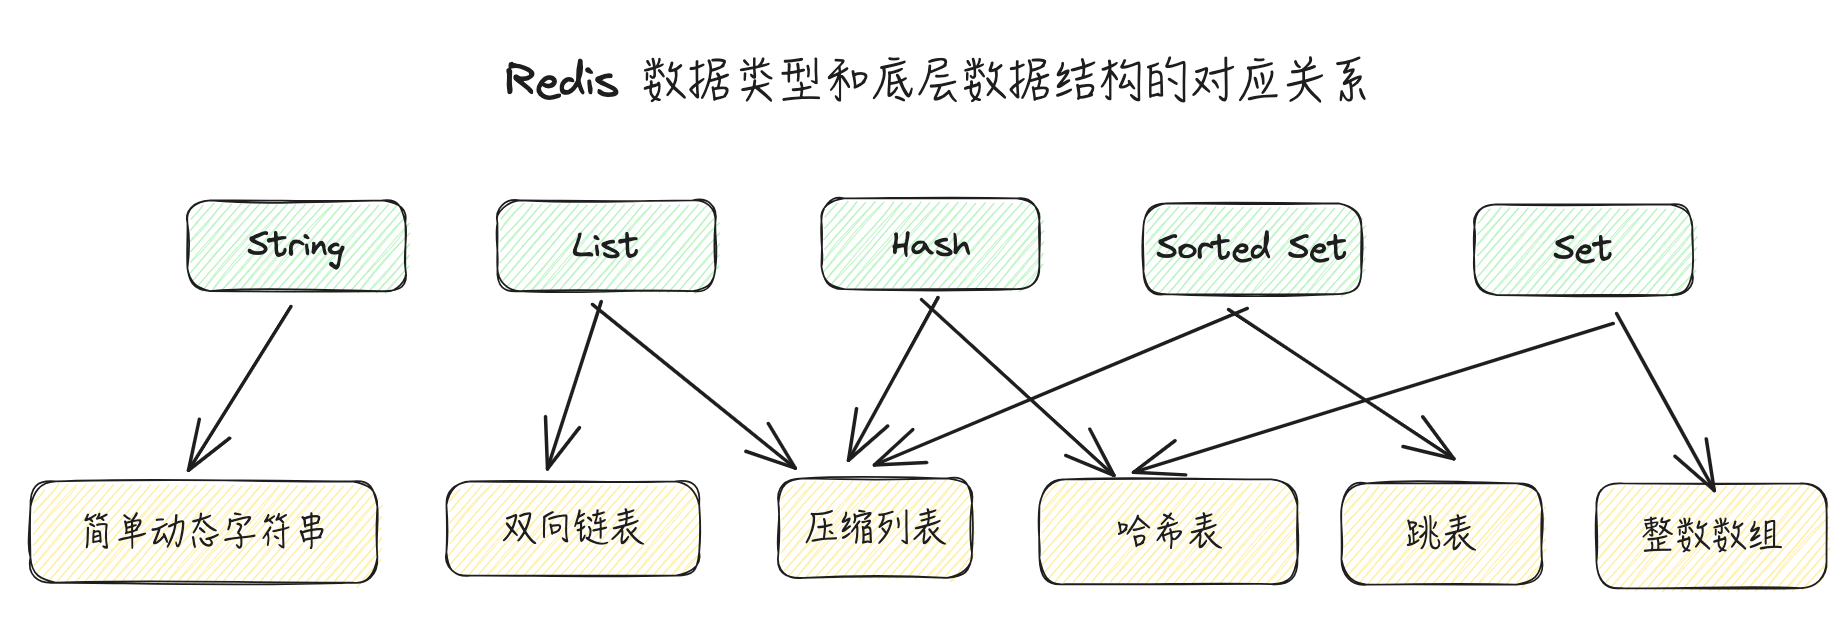 Redis 数据类型和底层数据结构的对应关系
String
List
Hash
Sorted Set
Set
简单动态字符串
双向链表
压缩列表
哈希表
跳表
整数数组